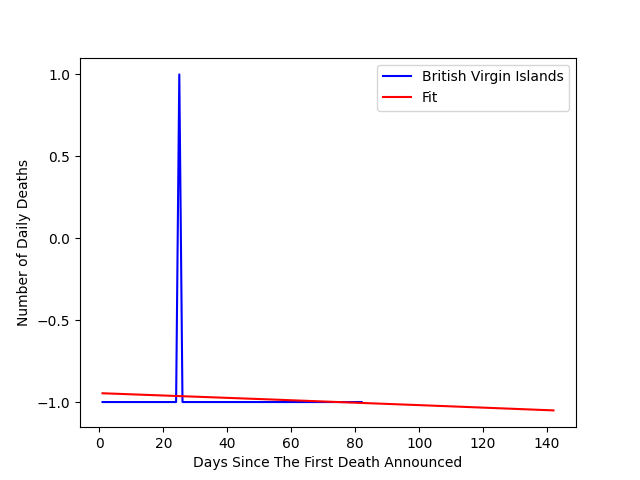 British Virgin Islands
Fit
1.0
0.5
0.0
−0.5
−1.0
Number of Daily Deaths
0 20 40 60 80 100 120 140
Days Since The First Death Announced